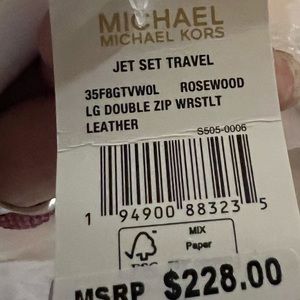 MICHAEL
MICHAEL KORS
JET SET TRAVEL
35F8GTVW0L ROSEWOOD
LG DOUBLE ZIP WRSTLT
LEATHER
S505-0006
1 94900 88323 5
MIX
Paper
MSRP $228.00